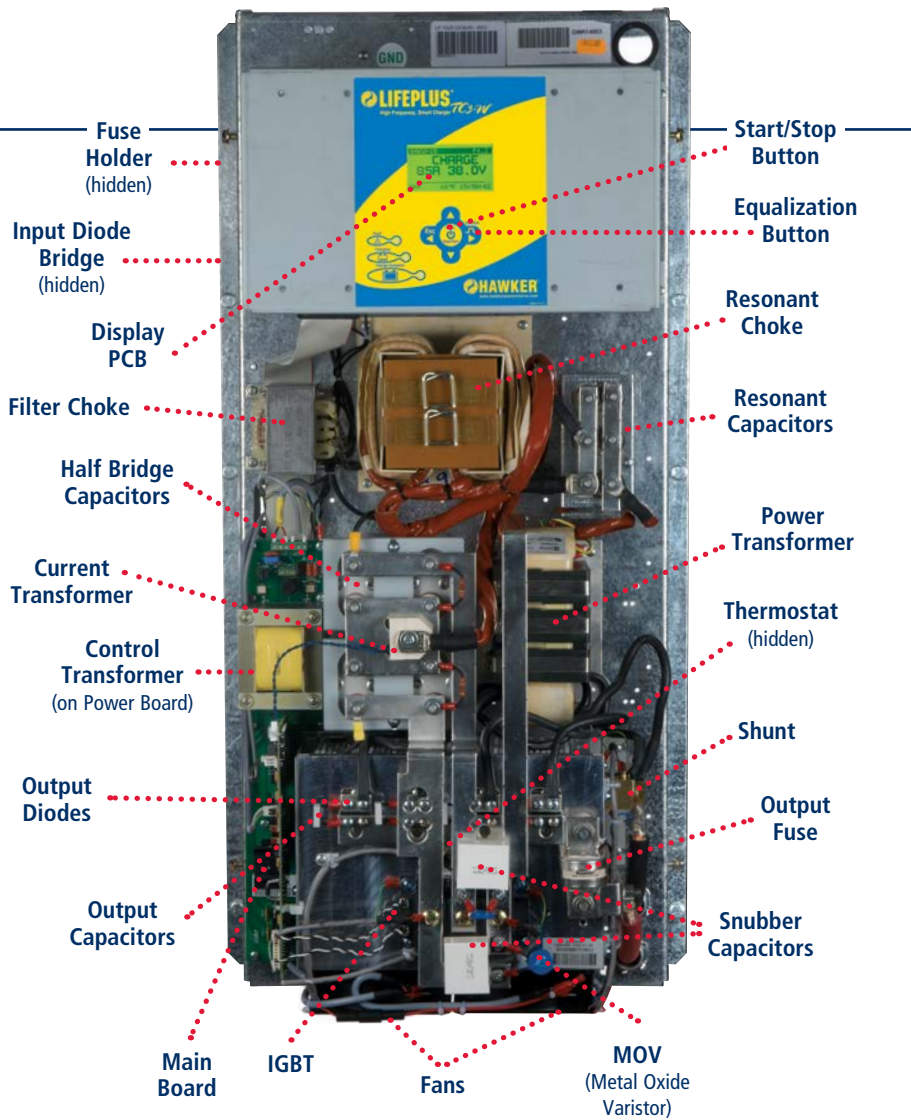 GND
LIFEPLUS
TC3-W
High Frequency, Smart Charger
CHARGE
85A 38.0V
Esc
HAWKER
Fuse
Holder
(hidden)
Input Diode
Bridge
(hidden)
Display
PCB
Filter Choke
Half Bridge
Capacitors
Current
Transformer
Control
Transformer
(on Power Board)
Output
Diodes
Output
Capacitors
Main
Board
IGBT
Fans
MOV
(Metal Oxide
Varistor)
Start/Stop
Button
Equalization
Button
Resonant
Choke
Resonant
Capacitors
Power
Transformer
Thermostat
(hidden)
Shunt
Output
Fuse
Snubber
Capacitors